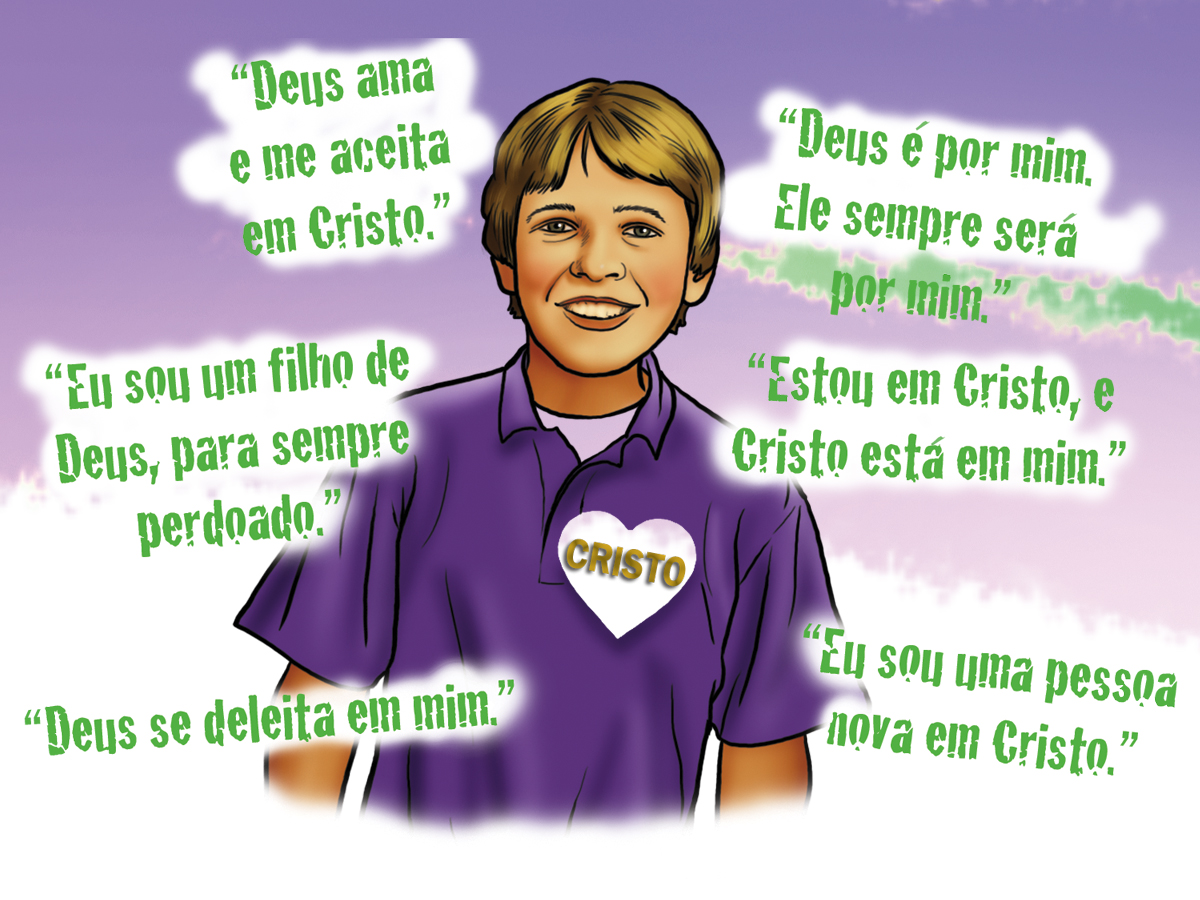 “Deus ama
e me aceita
em Cristo.”
“Deus é por mim.
Ele sempre será
por mim.”
“Eu sou um filho de
Deus, para sempre
perdoado.”
“Estou em Cristo, e
Cristo está em mim.”
CRISTO
“Deus se deleita em mim.”
“Eu sou uma pessoa
nova em Cristo.”